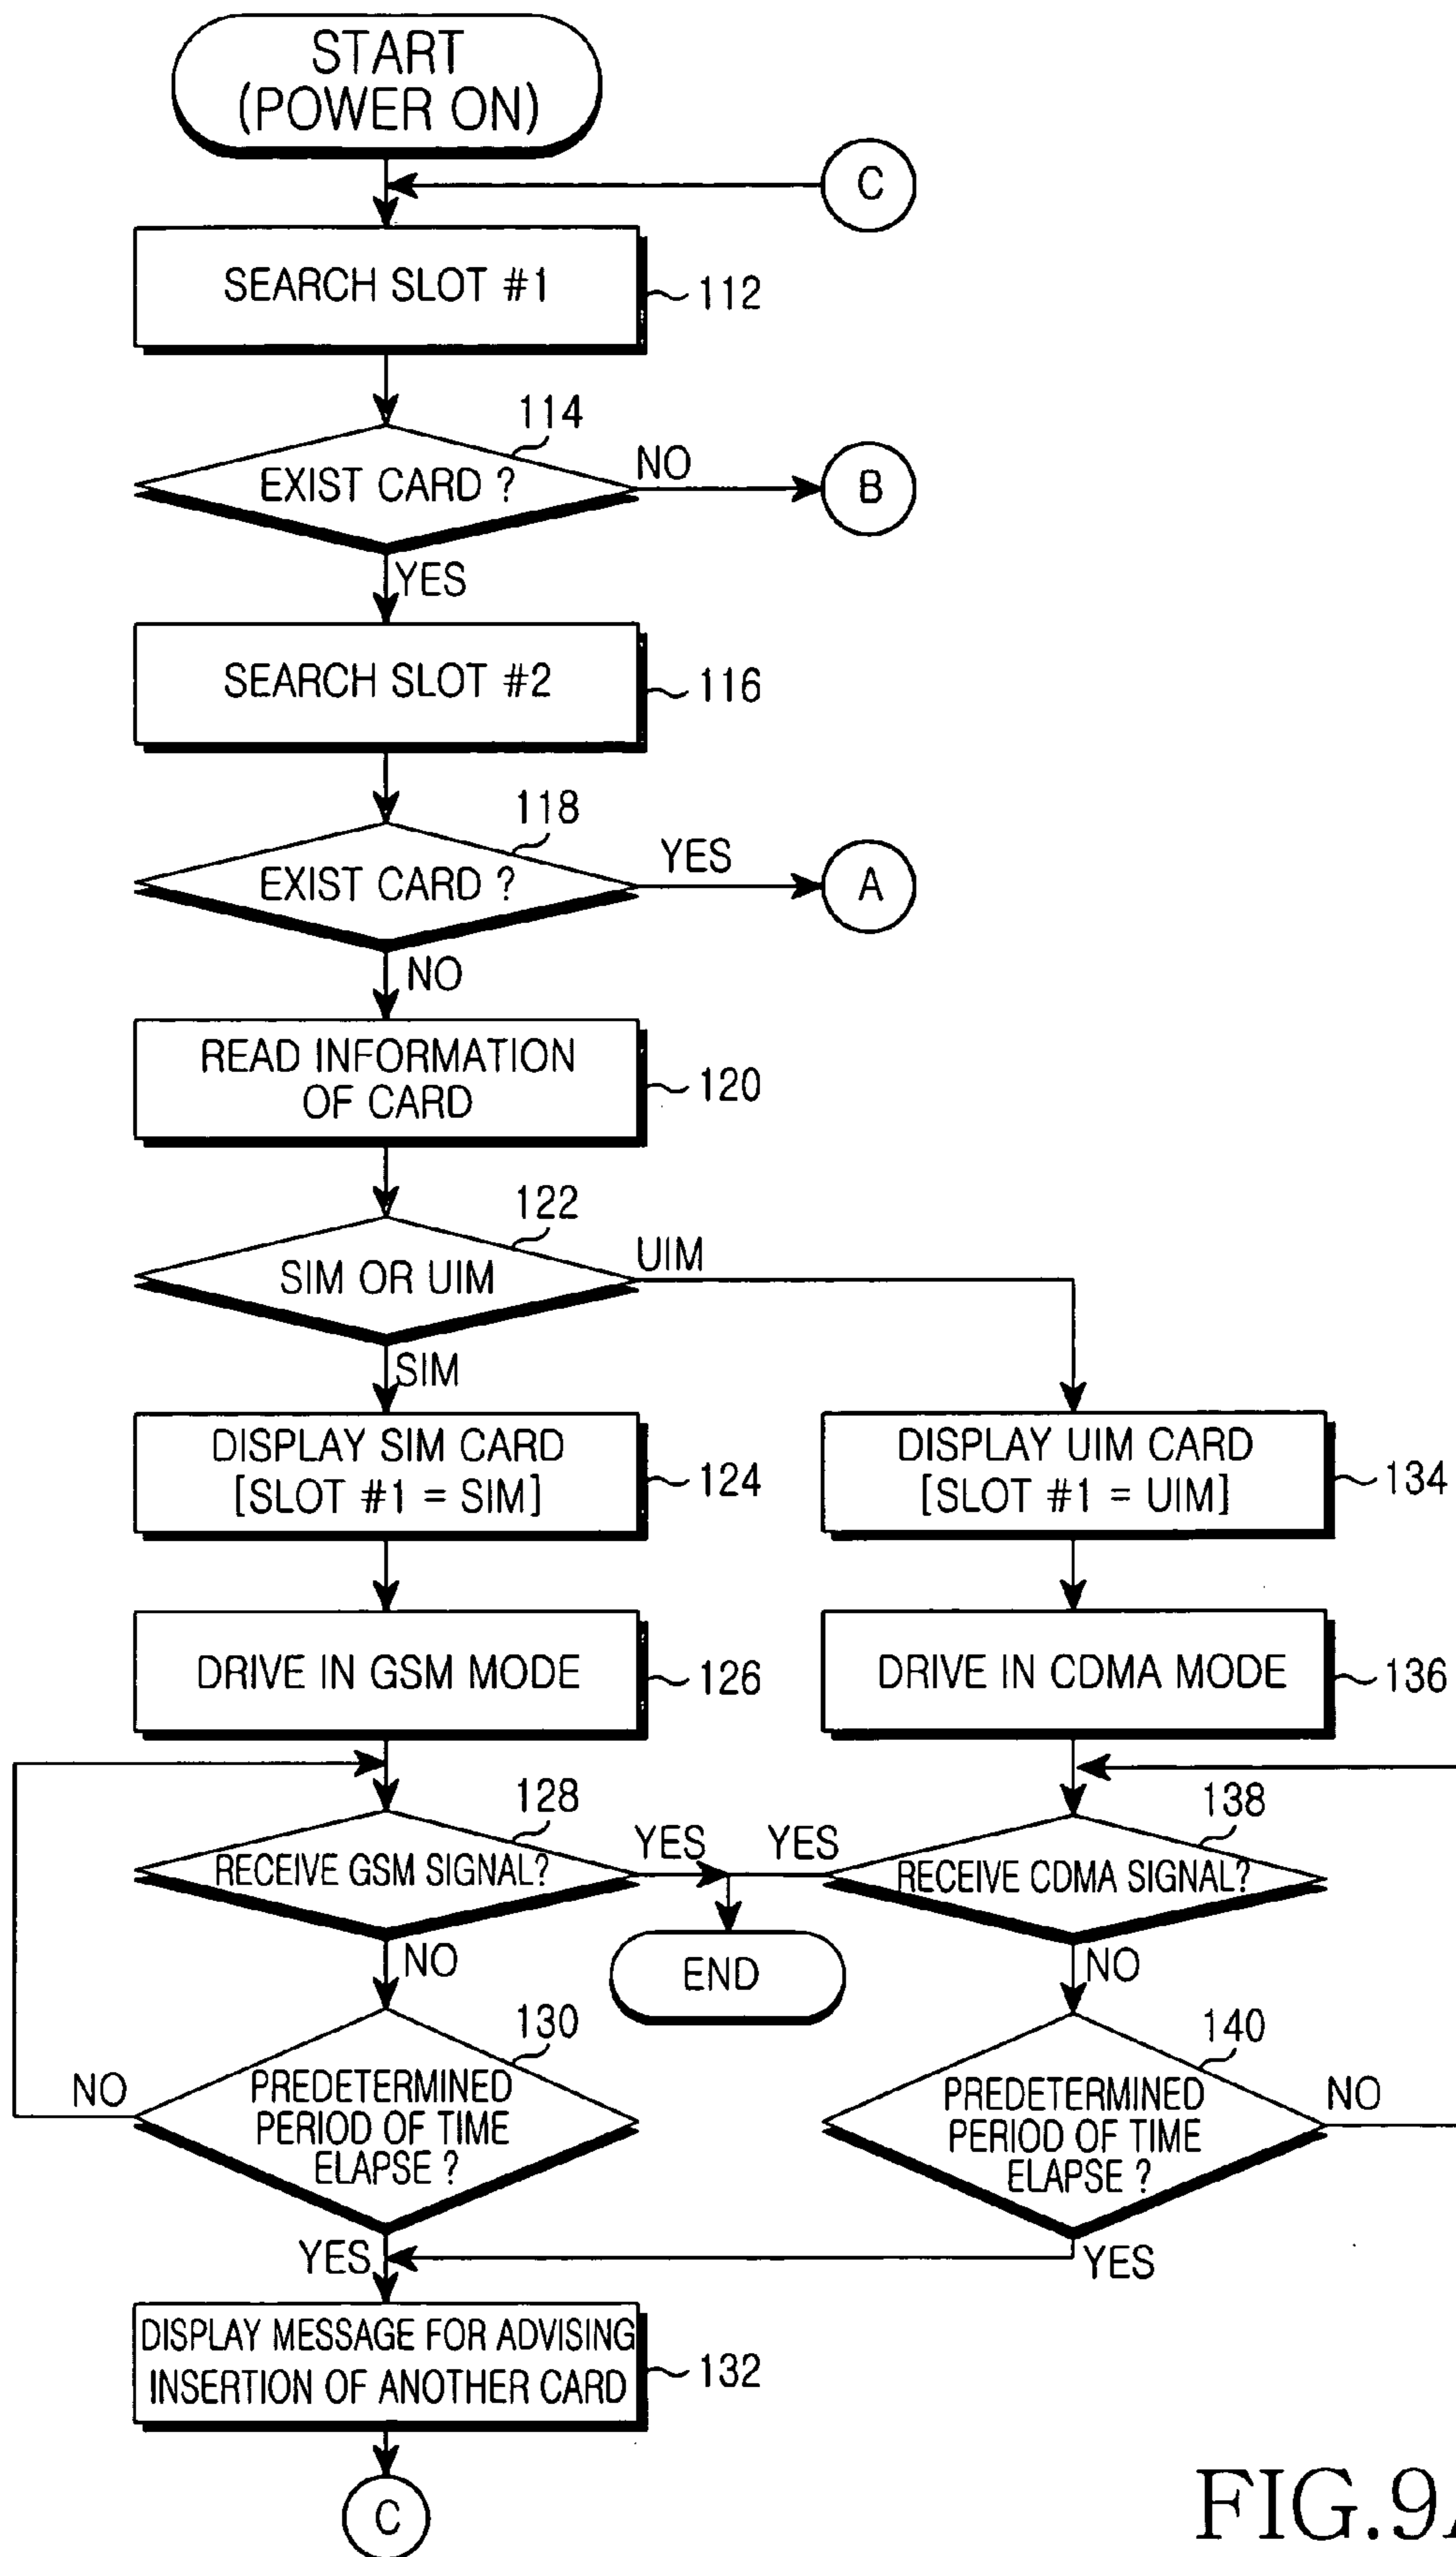 START
(POWER ON)
C
SEARCH SLOT #1
112
114
EXIST CARD ?
NO
B
YES
SEARCH SLOT #2
116
118
EXIST CARD ?
YES
A
NO
READ INFORMATION
OF CARD
120
122
SIM OR UIM
UIM
SIM
DISPLAY SIM CARD
[SLOT #1 = SIM]
124
DISPLAY UIM CARD
[SLOT #1 = UIM]
134
DRIVE IN GSM MODE
126
DRIVE IN CDMA MODE
136
128
RECEIVE GSM SIGNAL?
YES
YES
138
RECEIVE CDMA SIGNAL?
NO
END
NO
130
PREDETERMINED
PERIOD OF TIME
ELAPSE ?
NO
140
PREDETERMINED
PERIOD OF TIME
ELAPSE ?
NO
YES
YES
DISPLAY MESSAGE FOR ADVISING
INSERTION OF ANOTHER CARD
132
C
FIG.9A